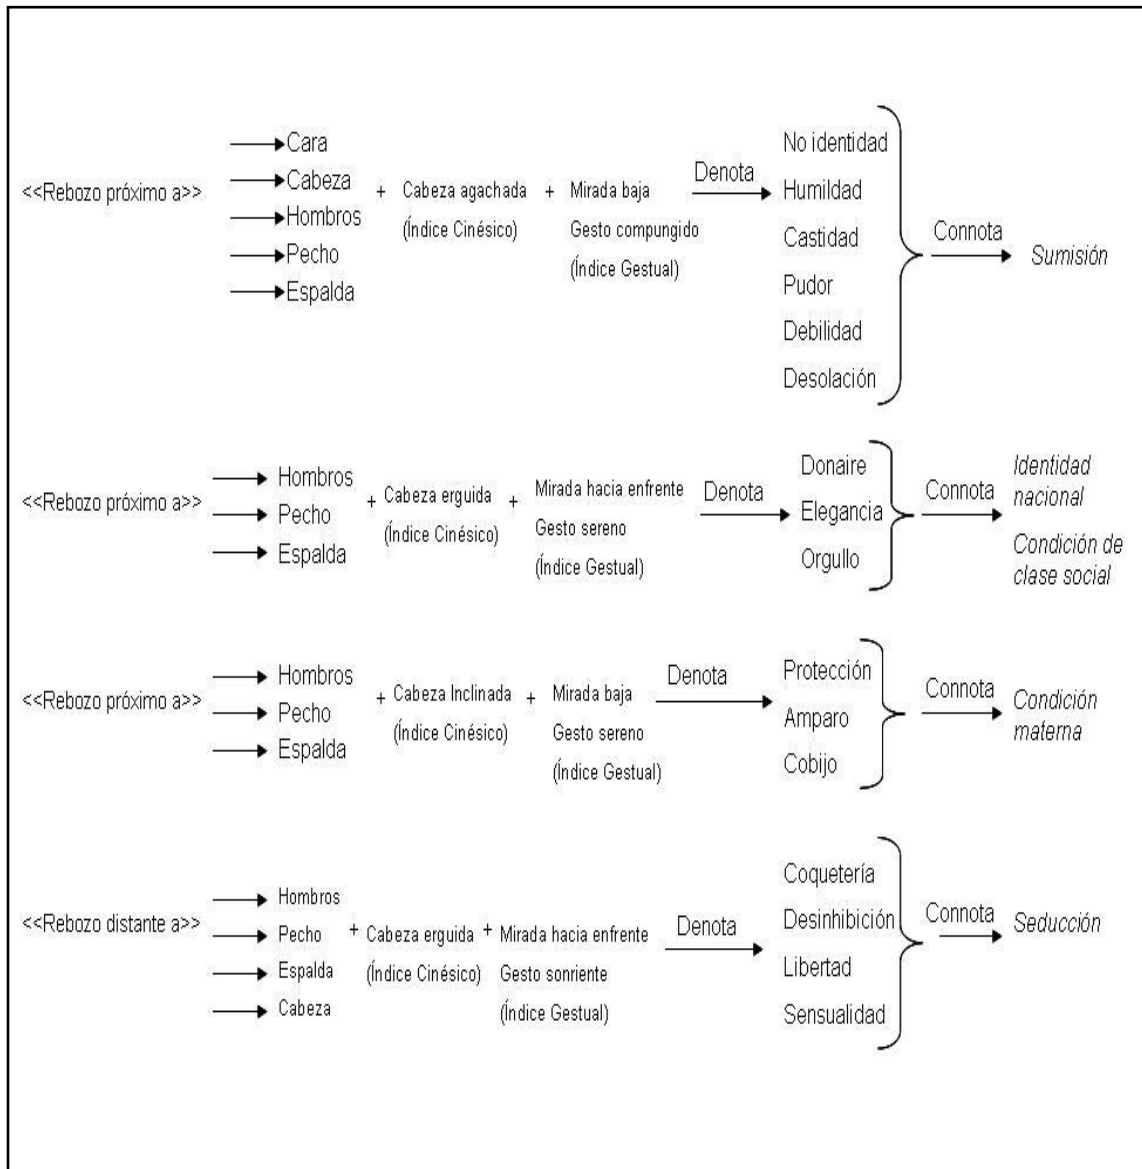 <<Rebozo próximo a>>
Cara
Cabeza
Hombros
Pecho
Espalda
+
Cabeza agachada
(Índice Cinésico)
+
Mirada baja
Gesto compungido
(Índice Gestual)
Denota
No identidad
Humildad
Castidad
Pudor
Debilidad
Desolación
Connota
Sumisión
<<Rebozo próximo a>>
Hombros
Pecho
Espalda
+
Cabeza erguida
(Índice Cinésico)
+
Mirada hacia enfrente
Gesto sereno
(Índice Gestual)
Denota
Donaire
Elegancia
Orgullo
Connota
Identidad
nacional
Condición de
clase social
<<Rebozo próximo a>>
Hombros
Pecho
Espalda
+
Cabeza Inclinada
(Índice Cinésico)
+
Mirada baja
Gesto sereno
(Índice Gestual)
Denota
Protección
Amparo
Cobijo
Connota
Condición
materna
<<Rebozo distante a>>
Hombros
Pecho
Espalda
Cabeza
+
Cabeza erguida
(Índice Cinésico)
+
Mirada hacia enfrente
Gesto sonriente
(Índice Gestual)
Denota
Coquetería
Desinhibición
Libertad
Sensualidad
Connota
Seducción